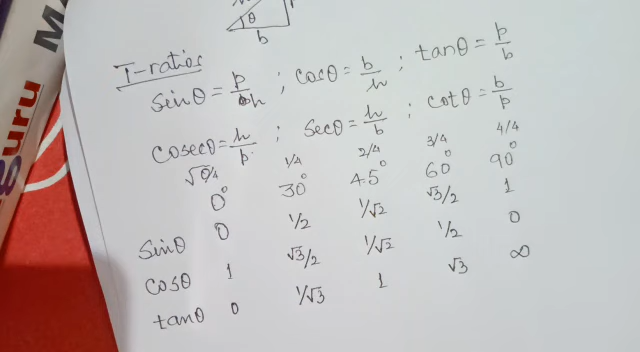 θ
b
T-ratios
sinθ = p/h ; cosθ = b/h ; tanθ = p/b
cosecθ = h/p ; secθ = h/b ; cotθ = b/p
√0/4 1/4 2/4 3/4 4/4
0° 30° 45° 60° 90°
sinθ 0 1/2 1/√2 √3/2 1
cosθ 1 √3/2 1/√2 1/2 0
tanθ 0 1/√3 1 √3 ∞
uru